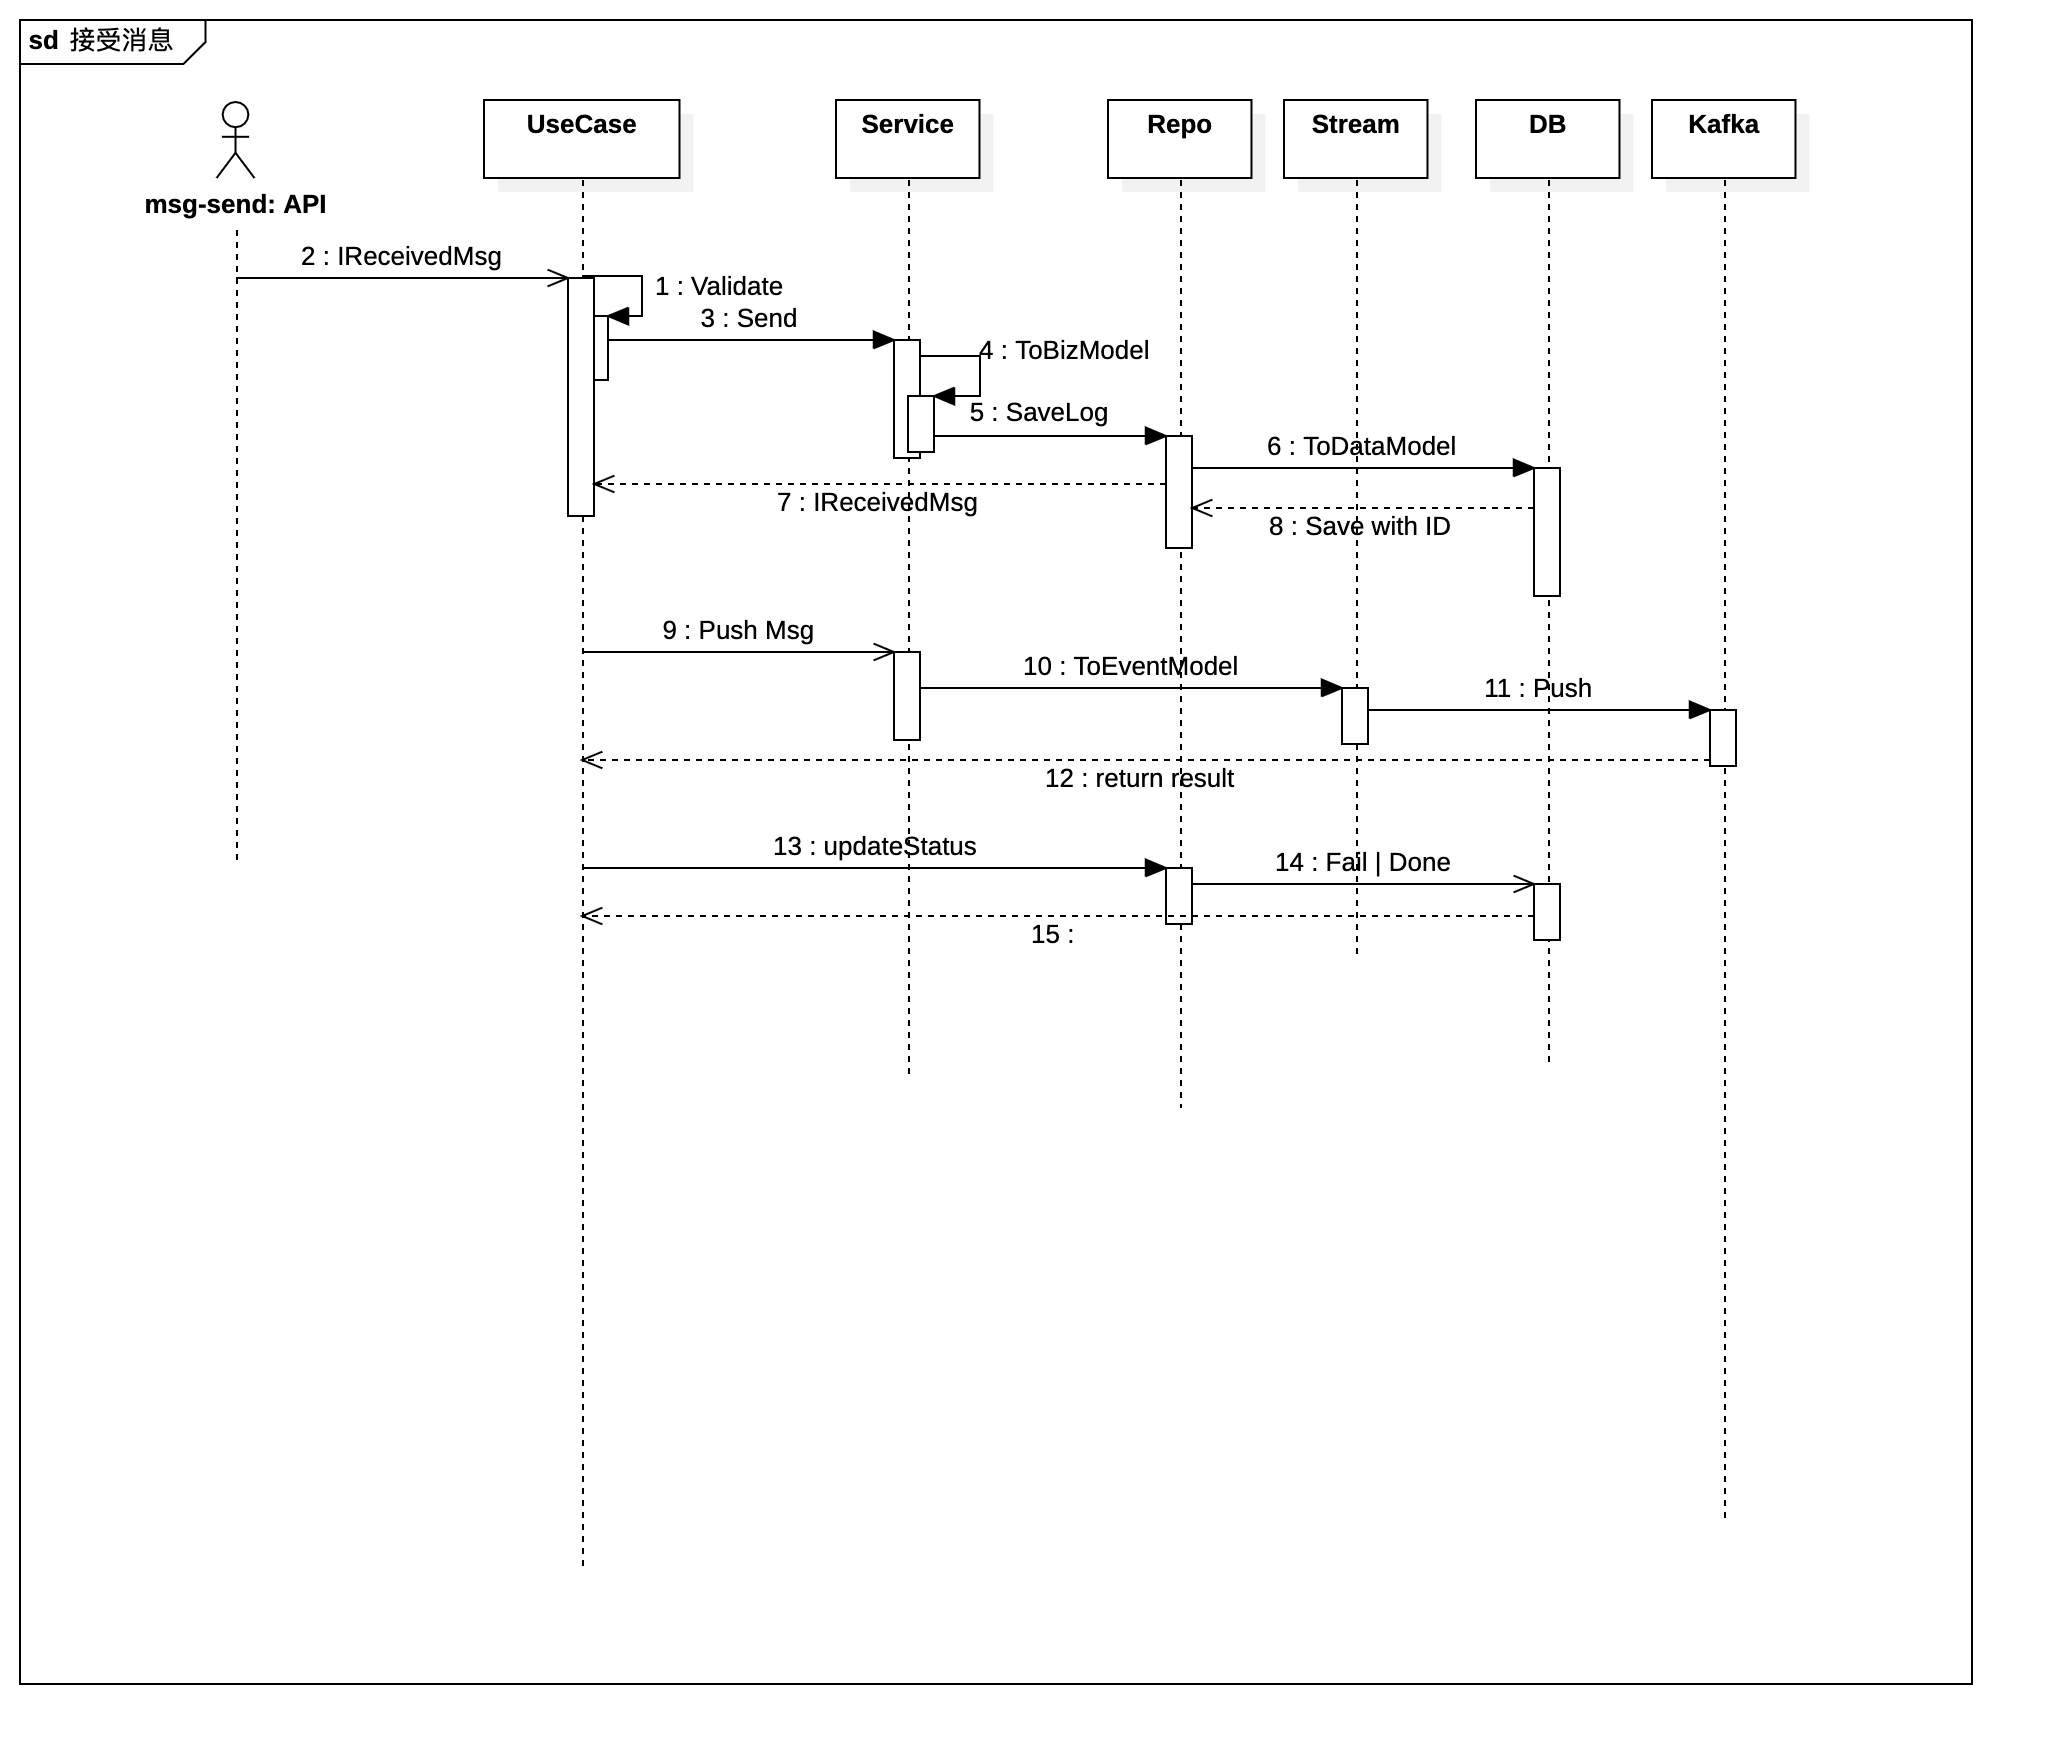 sd 接受消息
UseCase
Service
Repo
Stream
DB
Kafka
msg-send: API
2 : IReceivedMsg
1 : Validate
3 : Send
4 : ToBizModel
5 : SaveLog
6 : ToDataModel
7 : IReceivedMsg
8 : Save with ID
9 : Push Msg
10 : ToEventModel
11 : Push
12 : return result
13 : updateStatus
14 : Fail | Done
15 :